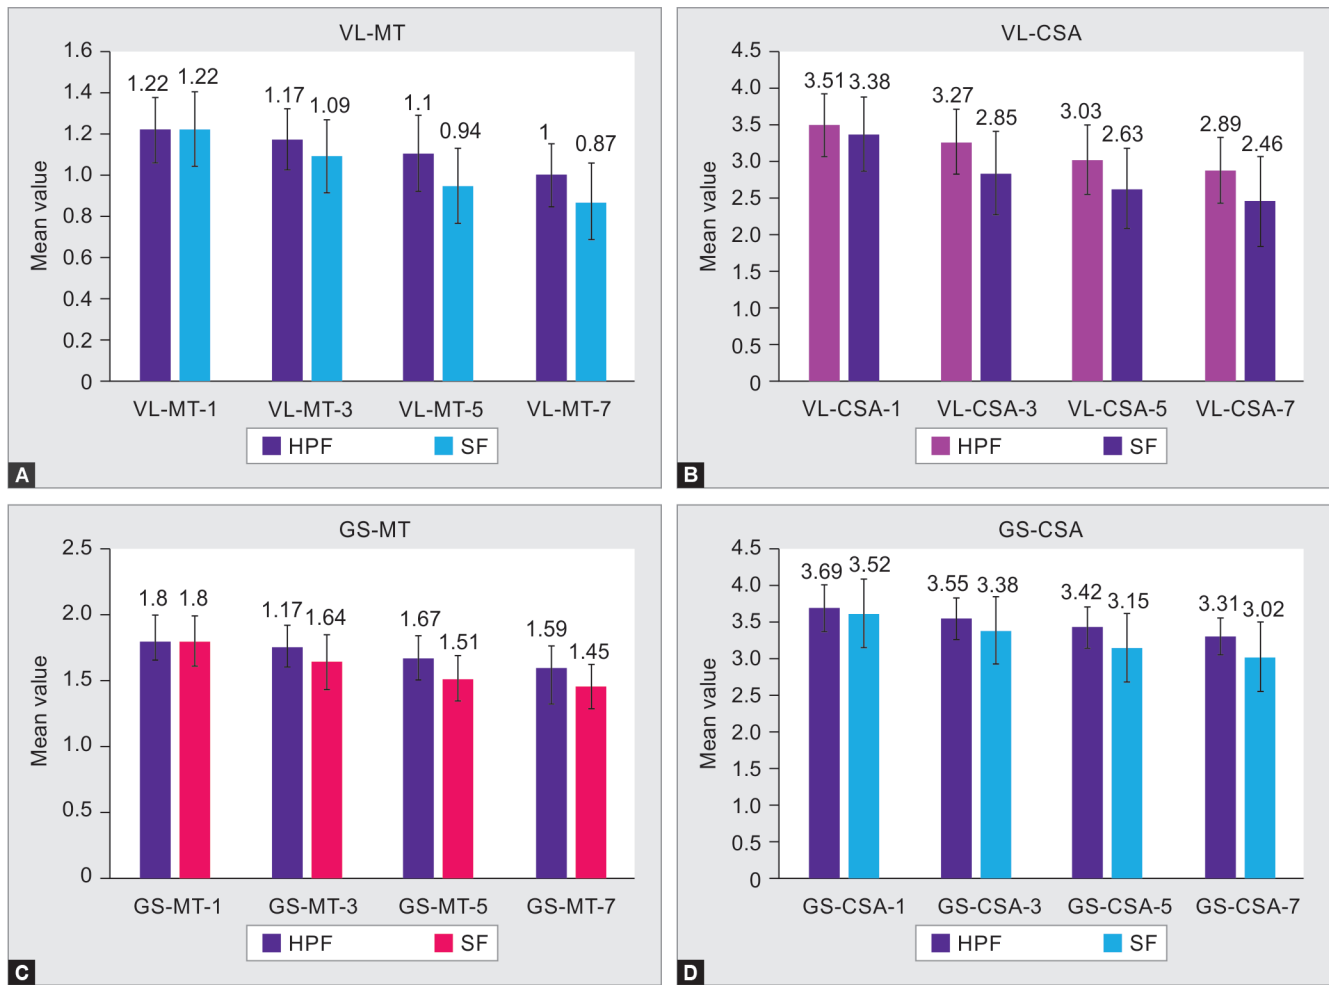 VL-MT
1.6
1.4
1.2
1.0
0.8
0.6
0.4
0.2
0
Mean value
1.22
1.22
1.17
1.09
1.1
0.94
1
0.87
VL-MT-1
VL-MT-3
VL-MT-5
VL-MT-7
HPF
SF
A
VL-CSA
4.5
4.0
3.5
3.0
2.5
2.0
1.5
1.0
0.5
0
Mean value
3.51
3.38
3.27
2.85
3.03
2.63
2.89
2.46
VL-CSA-1
VL-CSA-3
VL-CSA-5
VL-CSA-7
HPF
SF
B
GS-MT
2.5
2.0
1.5
1.0
0.5
0
Mean value
1.8
1.8
1.17
1.64
1.67
1.51
1.59
1.45
GS-MT-1
GS-MT-3
GS-MT-5
GS-MT-7
HPF
SF
C
GS-CSA
4.5
4.0
3.5
3.0
2.5
2.0
1.5
1.0
0.5
0
Mean value
3.69
3.52
3.55
3.38
3.42
3.15
3.31
3.02
GS-CSA-1
GS-CSA-3
GS-CSA-5
GS-CSA-7
HPF
SF
D